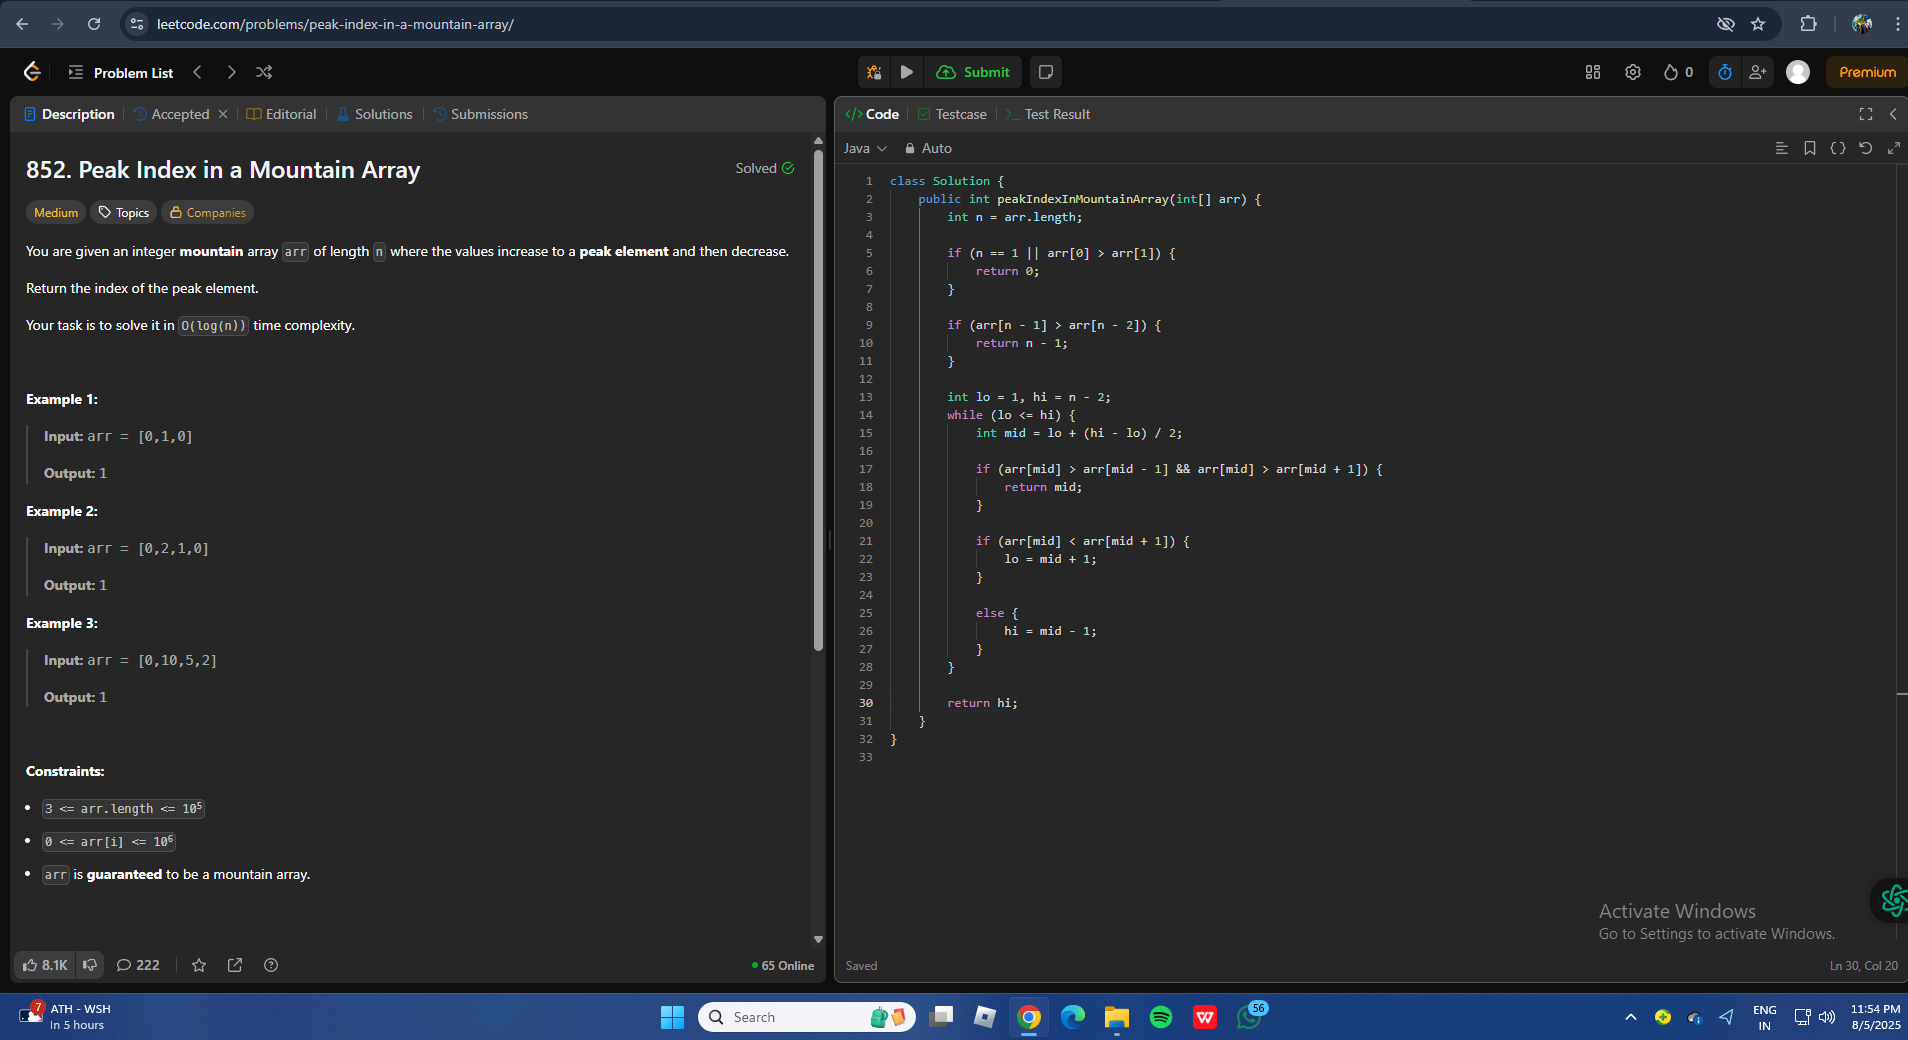 leetcode.com/problems/peak-index-in-a-mountain-array/
Problem List
Submit
0
Premium
Description
Accepted
Editorial
Solutions
Submissions
852. Peak Index in a Mountain Array
Solved
Medium
Topics
Companies
You are given an integer mountain array arr of length n where the values increase to a peak element and then decrease.
Return the index of the peak element.
Your task is to solve it in O(log(n)) time complexity.
Example 1:
Input: arr = [0,1,0]
Output: 1
Example 2:
Input: arr = [0,2,1,0]
Output: 1
Example 3:
Input: arr = [0,10,5,2]
Output: 1
Constraints:
• 3 <= arr.length <= 10⁵
• 0 <= arr[i] <= 10⁶
• arr is guaranteed to be a mountain array.
8.1K
222
65 Online
</> Code
Testcase
>_ Test Result
Java
Auto
1 class Solution {
2 public int peakIndexInMountainArray(int[] arr) {
3 int n = arr.length;
4
5 if (n == 1 || arr[0] > arr[1]) {
6 return 0;
7 }
8
9 if (arr[n - 1] > arr[n - 2]) {
10 return n - 1;
11 }
12
13 int lo = 1, hi = n - 2;
14 while (lo <= hi) {
15 int mid = lo + (hi - lo) / 2;
16
17 if (arr[mid] > arr[mid - 1] && arr[mid] > arr[mid + 1]) {
18 return mid;
19 }
20
21 if (arr[mid] < arr[mid + 1]) {
22 lo = mid + 1;
23 }
24
25 else {
26 hi = mid - 1;
27 }
28 }
29
30 return hi;
31 }
32 }
33
Activate Windows
Go to Settings to activate Windows.
Saved
Ln 30, Col 20
7
ATH - WSH
In 5 hours
Search
W
56
ENG
IN
11:54 PM
8/5/2025